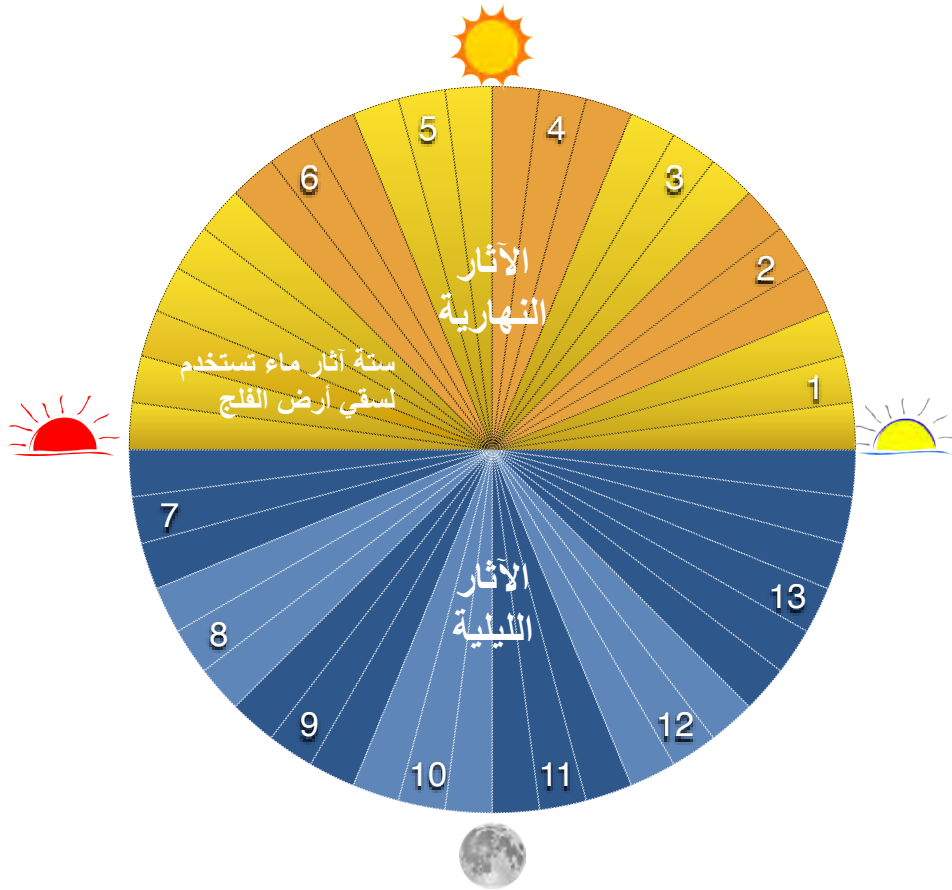 5
4
6
3
2
الآثار
النهارية
ستة آثار ماء تستخدم
لسقي أرض الفلج
1
7
الآثار
الليلية
13
8
9
12
10
11